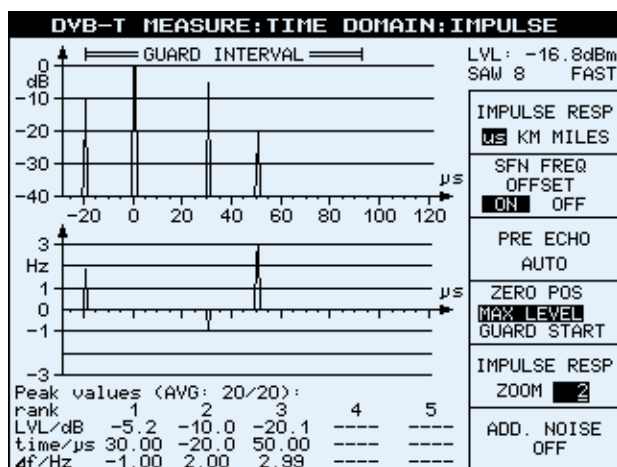 DVB-T MEASURE:TIME DOMAIN:IMPULSE
GUARD INTERVAL
LVL: -16.8dBm
SAW 8 FAST
0
dB
-10
-20
-30
-40
µs
-20 0 20 40 60 80 100 120
3
Hz
1
0
-1
-3
µs
IMPULSE RESP
us KM MILES
SFN FREQ
OFFSET
ON OFF
PRE ECHO
AUTO
ZERO POS
MAX LEVEL
GUARD START
IMPULSE RESP
ZOOM 2
ADD. NOISE
OFF
Peak values (AVG: 20/20):
rank 1 2 3 4 5
LVL/dB -5.2 -10.0 -20.1 ---- ----
time/µs 30.00 -20.0 50.00 ---- ----
Δf/Hz -1.00 2.00 2.99 ---- ----